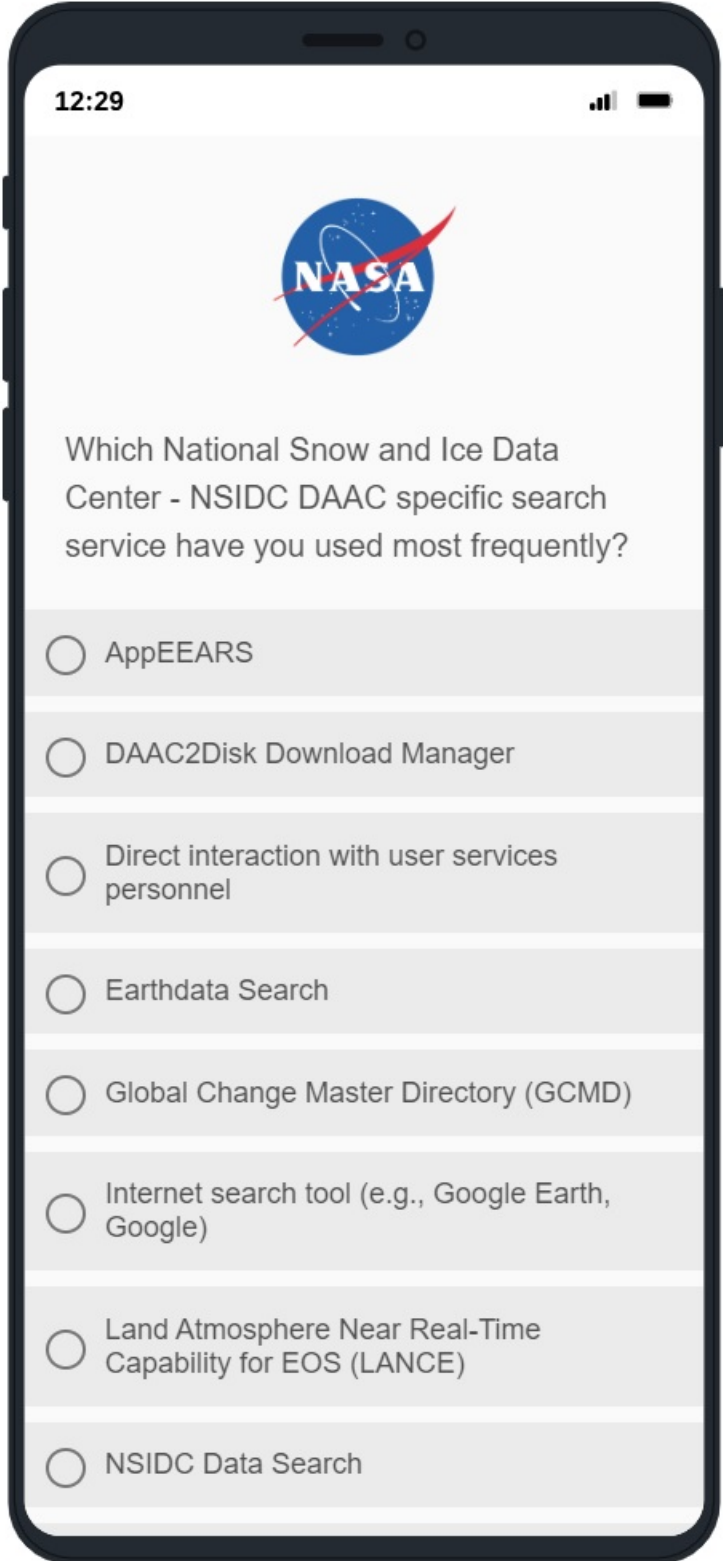 12:29
NASA
Which National Snow and Ice Data
Center - NSIDC DAAC specific search
service have you used most frequently?
AppEEARS
DAAC2Disk Download Manager
Direct interaction with user services
personnel
Earthdata Search
Global Change Master Directory (GCMD)
Internet search tool (e.g., Google Earth,
Google)
Land Atmosphere Near Real-Time
Capability for EOS (LANCE)
NSIDC Data Search